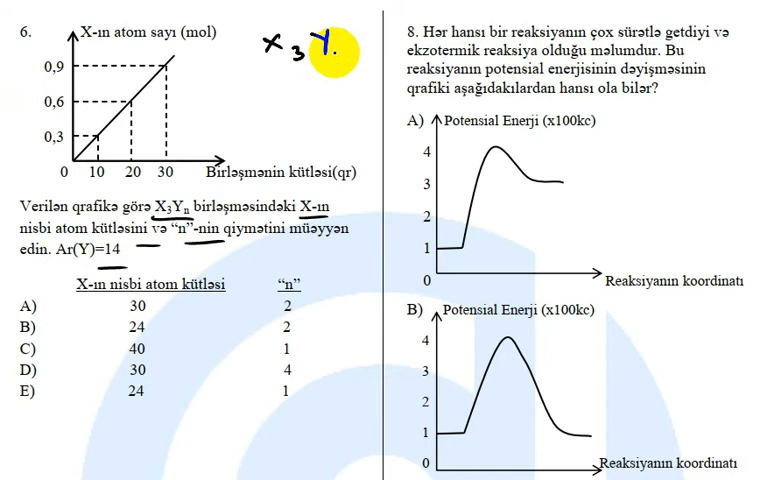 6.
X-ın atom sayı (mol)
X₃Y.
0,9
0,6
0,3
0 10 20 30 Birləşmənin kütləsi(qr)
Verilən qrafikə görə X₃Yₙ birləşməsindəki X-ın
nisbi atom kütləsini və “n”-nin qiymətini müəyyən
edin. Ar(Y)=14
X-ın nisbi atom kütləsi “n”
A) 30 2
B) 24 2
C) 40 1
D) 30 4
E) 24 1
8. Hər hansı bir reaksiyanın çox sürətlə getdiyi və
ekzotermik reaksiya olduğu məlumdur. Bu
reaksiyanın potensial enerjisinin dəyişməsinin
qrafiki aşağıdakılardan hansı ola bilər?
A) Potensial Enerji (x100kc)
4
3
2
1
0
Reaksiyanın koordinatı
B) Potensial Enerji (x100kc)
4
3
2
1
0
Reaksiyanın koordinatı